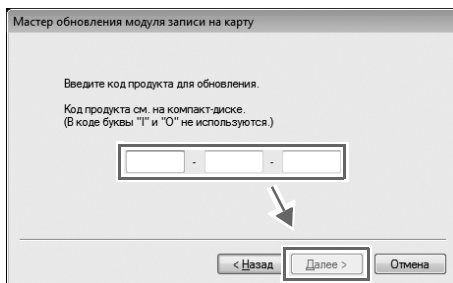 Мастер обновления модуля записи на карту
Введите код продукта для обновления.
Код продукта см. на компакт-диске.
(В коде буквы "I" и "O" не используются.)
- -
< Назад Далее > Отмена